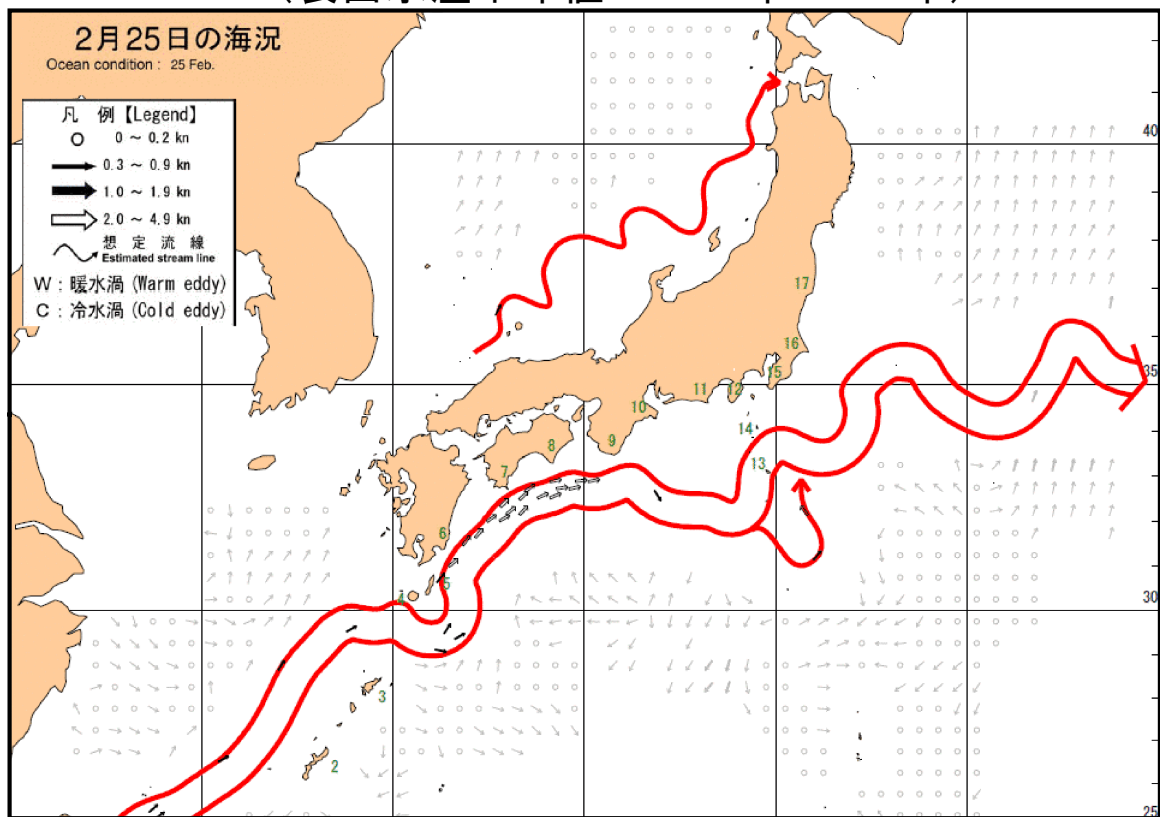 2月25日の海況
Ocean condition : 25 Feb.
凡 例【Legend】
0 ~ 0.2 kn
0.3 ~ 0.9 kn
1.0 ~ 1.9 kn
2.0 ~ 4.9 kn
想 定 流 線
Estimated stream line
W : 暖水渦 (Warm eddy)
C : 冷水渦 (Cold eddy)
40
17
16
35
15
12
11
10
14
9
8
13
7
6
5
4
30
3
2
25